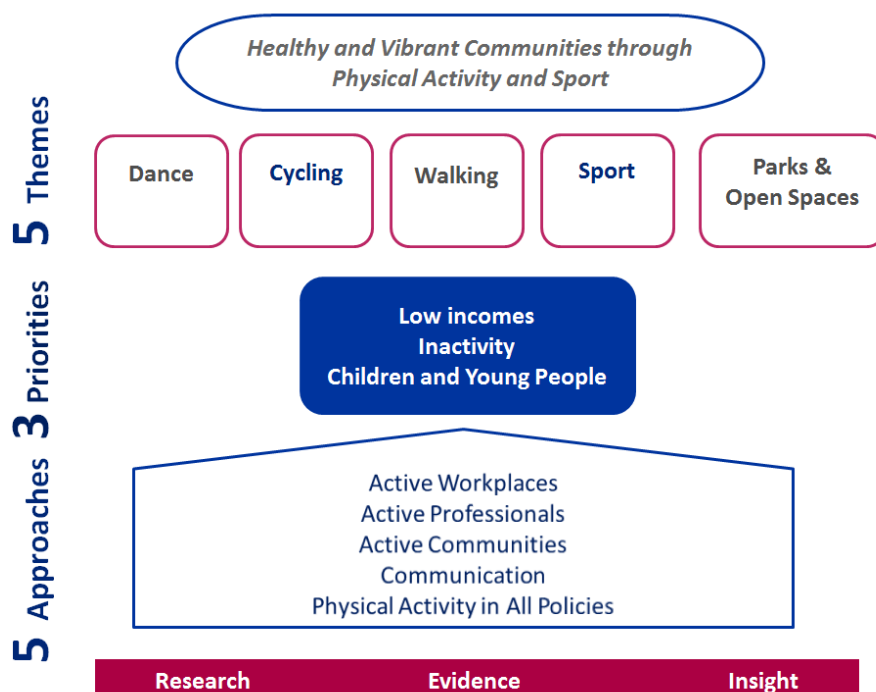 Healthy and Vibrant Communities through
Physical Activity and Sport
5 Themes
Dance
Cycling
Walking
Sport
Parks &
Open Spaces
3 Priorities
Low incomes
Inactivity
Children and Young People
5 Approaches
Active Workplaces
Active Professionals
Active Communities
Communication
Physical Activity in All Policies
Research
Evidence
Insight